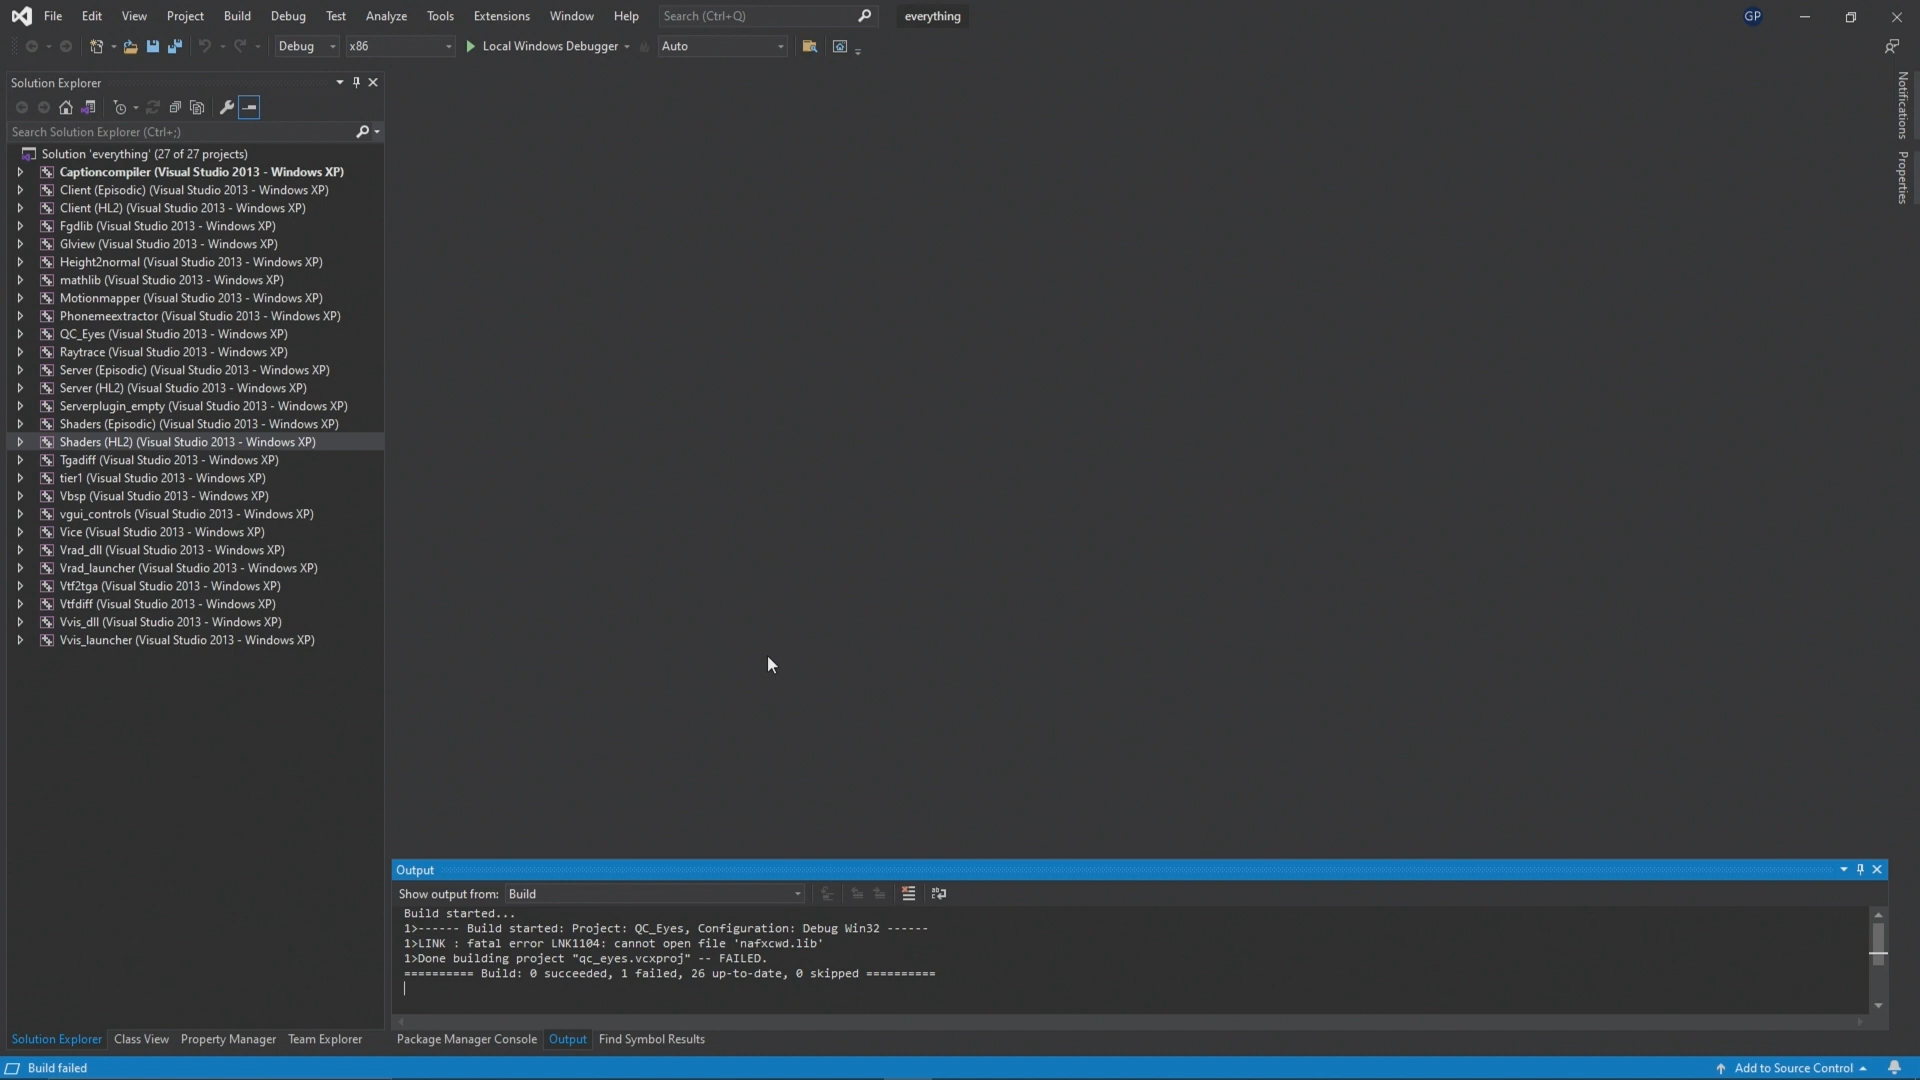 File Edit View Project Build Debug Test Analyze Tools Extensions Window Help Search (Ctrl+Q) everything GP
Debug x86 Local Windows Debugger Auto
Solution Explorer
Search Solution Explorer (Ctrl+;)
Solution 'everything' (27 of 27 projects)
Captioncompiler (Visual Studio 2013 - Windows XP)
Client (Episodic) (Visual Studio 2013 - Windows XP)
Client (HL2) (Visual Studio 2013 - Windows XP)
Fgdlib (Visual Studio 2013 - Windows XP)
Glview (Visual Studio 2013 - Windows XP)
Height2normal (Visual Studio 2013 - Windows XP)
mathlib (Visual Studio 2013 - Windows XP)
Motionmapper (Visual Studio 2013 - Windows XP)
Phonemeextractor (Visual Studio 2013 - Windows XP)
QC_Eyes (Visual Studio 2013 - Windows XP)
Raytrace (Visual Studio 2013 - Windows XP)
Server (Episodic) (Visual Studio 2013 - Windows XP)
Server (HL2) (Visual Studio 2013 - Windows XP)
Serverplugin_empty (Visual Studio 2013 - Windows XP)
Shaders (Episodic) (Visual Studio 2013 - Windows XP)
Shaders (HL2) (Visual Studio 2013 - Windows XP)
Tgadiff (Visual Studio 2013 - Windows XP)
tier1 (Visual Studio 2013 - Windows XP)
Vbsp (Visual Studio 2013 - Windows XP)
vgui_controls (Visual Studio 2013 - Windows XP)
Vice (Visual Studio 2013 - Windows XP)
Vrad_dll (Visual Studio 2013 - Windows XP)
Vrad_launcher (Visual Studio 2013 - Windows XP)
Vtf2tga (Visual Studio 2013 - Windows XP)
Vtfdiff (Visual Studio 2013 - Windows XP)
Vvis_dll (Visual Studio 2013 - Windows XP)
Vvis_launcher (Visual Studio 2013 - Windows XP)
Notifications
Properties
Output
Show output from: Build
Build started...
1>------ Build started: Project: QC_Eyes, Configuration: Debug Win32 ------
1>LINK : fatal error LNK1104: cannot open file 'nafxcwd.lib'
1>Done building project "qc_eyes.vcxproj" -- FAILED.
========== Build: 0 succeeded, 1 failed, 26 up-to-date, 0 skipped ==========
Solution Explorer Class View Property Manager Team Explorer Package Manager Console Output Find Symbol Results
Build failed Add to Source Control